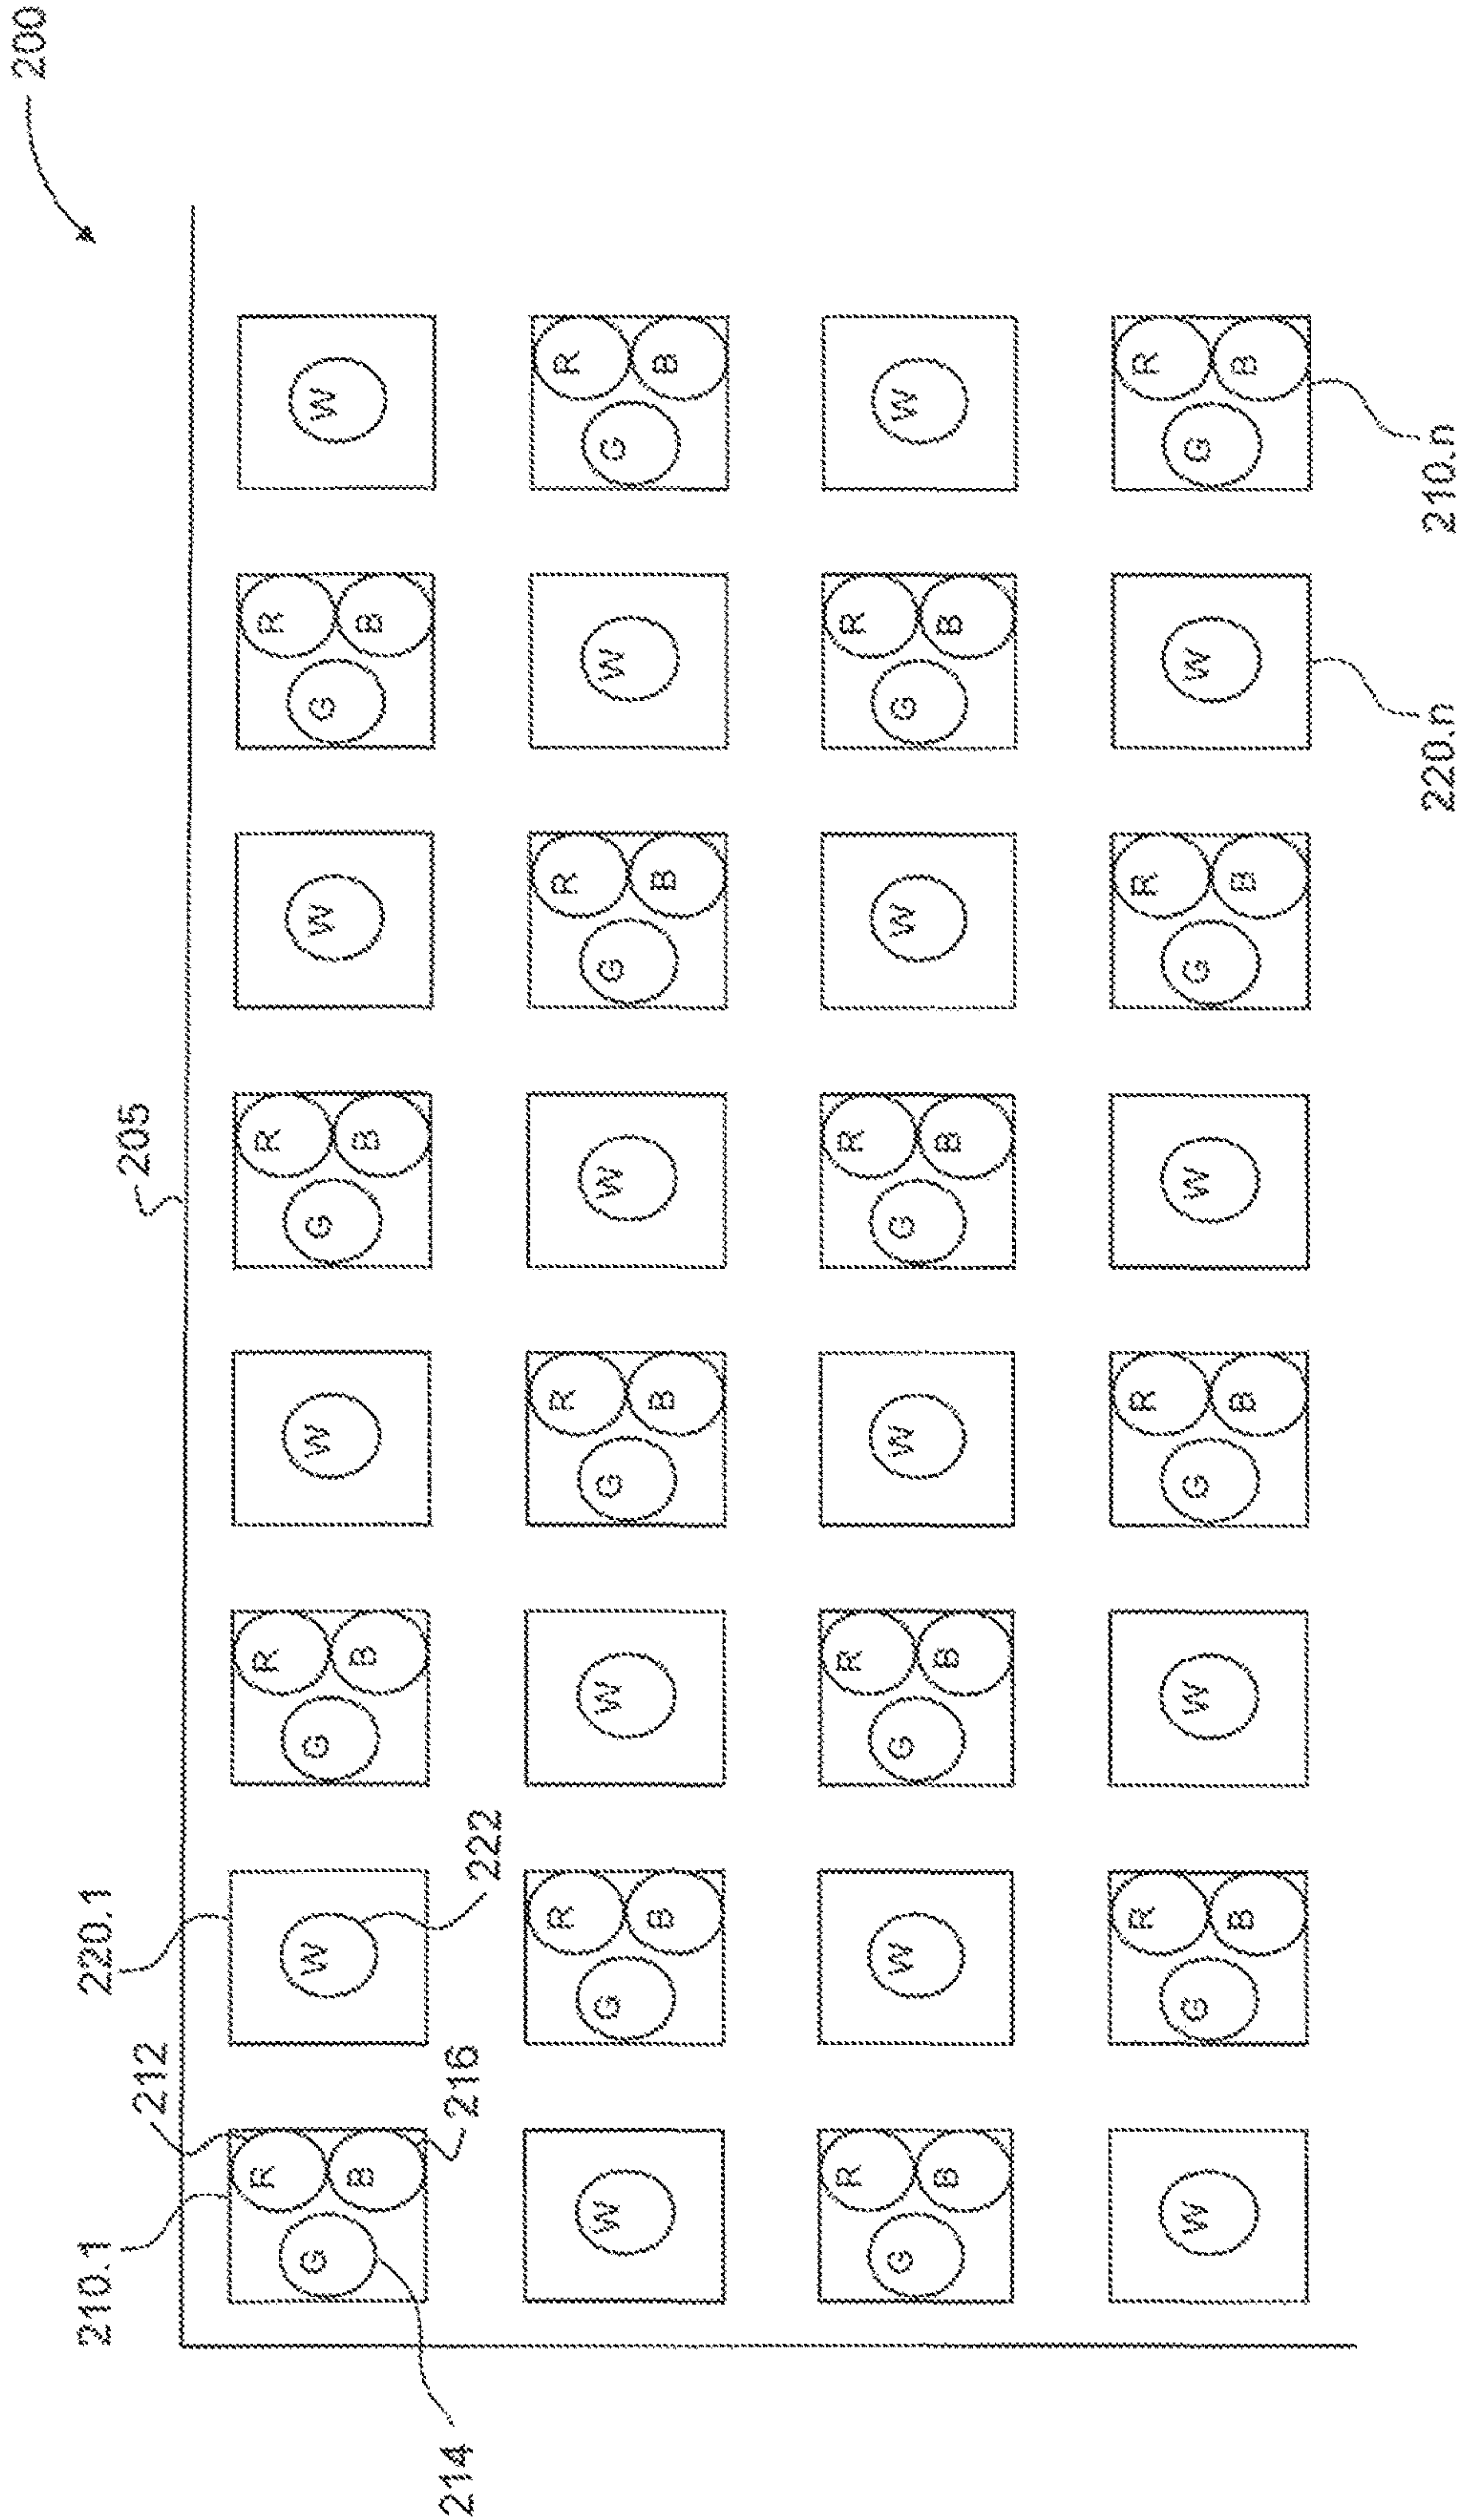 200
210.1 220.1
212 205
R R R R
G W G W G W G W
B B B B
214 216 222
R R R R
W G W G W G W G
B B B B
R R R R
G W G W G W G W
B B B B
R R R R
W G W G W G W G
B B B B
220.n 210.n